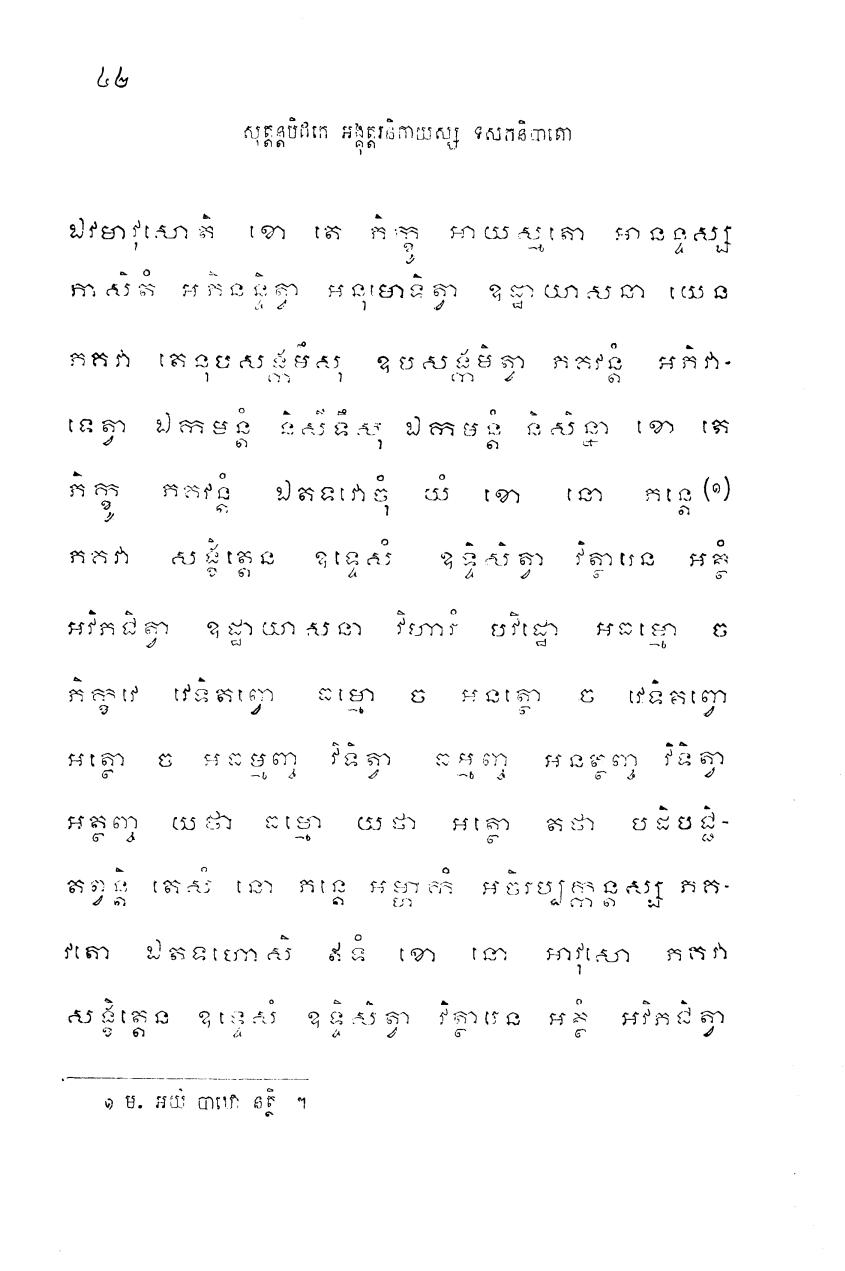 ៤២
សុត្តន្តបិដកេ អង្គុត្តរនិកាយស្ស ទសកនិបាតោ
ឯវមាវុសោតិ ខោ តេ ភិក្ខូ អាយស្មតោ អានន្ទស្ស
ភាសិតំ អភិនន្ទិត្វា អនុមោទិត្វា ឧដ្ឋាយាសនា យេន
ភគវា តេនុបសង្កមឹសុ ឧបសង្កមិត្វា ភគវន្តំ អភិវា-
ទេត្វា ឯកមន្តំ និសីទឹសុ ឯកមន្តំ និសិន្នា ខោ តេ
ភិក្ខូ ភគវន្តំ ឯតទវោចុំ យំ ខោ នោ ភន្តេ (១)
ភគវា សង្ខិត្តេន ឧទ្ទេសំ ឧទ្ទិសិត្វា វិត្ថារេន អត្ថំ
អវិភជិត្វា ឧដ្ឋាយាសនា វិហារំ បវិដ្ឋោ អធម្មោ ច
ភិក្ខវេ វេទិតព្វោ ធម្មោ ច អនត្ថោ ច វេទិតព្វោ
អត្ថោ ច អធម្មញ្ច វិទិត្វា ធម្មញ្ច អនត្ថញ្ច វិទិត្វា
អត្ថញ្ច យថា ធម្មោ យថា អត្ថោ តថា បដិបជ្ជិ-
តព្វន្តិ តេសំ នោ ភន្តេ អម្ហាកំ អចិរប្បក្កន្តស្ស ភគ-
វតោ ឯតទហោសិ ឥទំ ខោ នោ អាវុសោ ភគវា
សង្ខិត្តេន ឧទ្ទេសំ ឧទ្ទិសិត្វា វិត្ថារេន អត្ថំ អវិភជិត្វា
១ ម. អយំ បាឋោ នត្ថិ ។